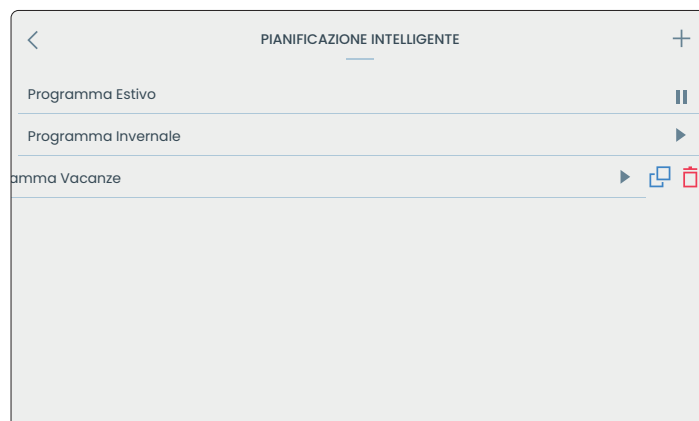 PIANIFICAZIONE INTELLIGENTE
Programma Estivo
Programma Invernale
amma Vacanze